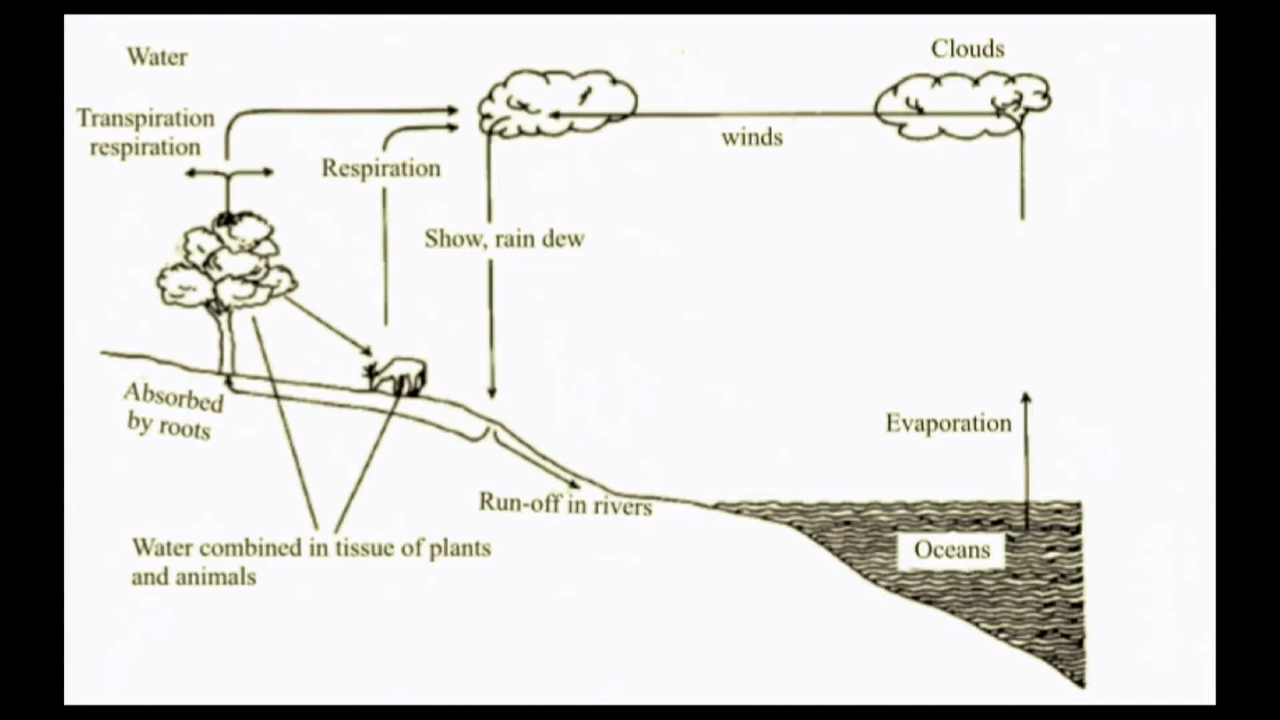 Water
Clouds
Transpiration
respiration
winds
Respiration
Show, rain dew
Absorbed
by roots
Evaporation
Run-off in rivers
Oceans
Water combined in tissue of plants
and animals